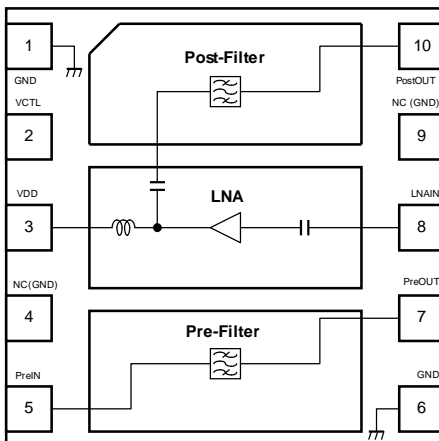 1
GND
VCTL
2
VDD
3
NC(GND)
4
PreIN
5
Post-Filter
LNA
Pre-Filter
10
PostOUT
NC (GND)
9
LNAIN
8
PreOUT
7
GND
6